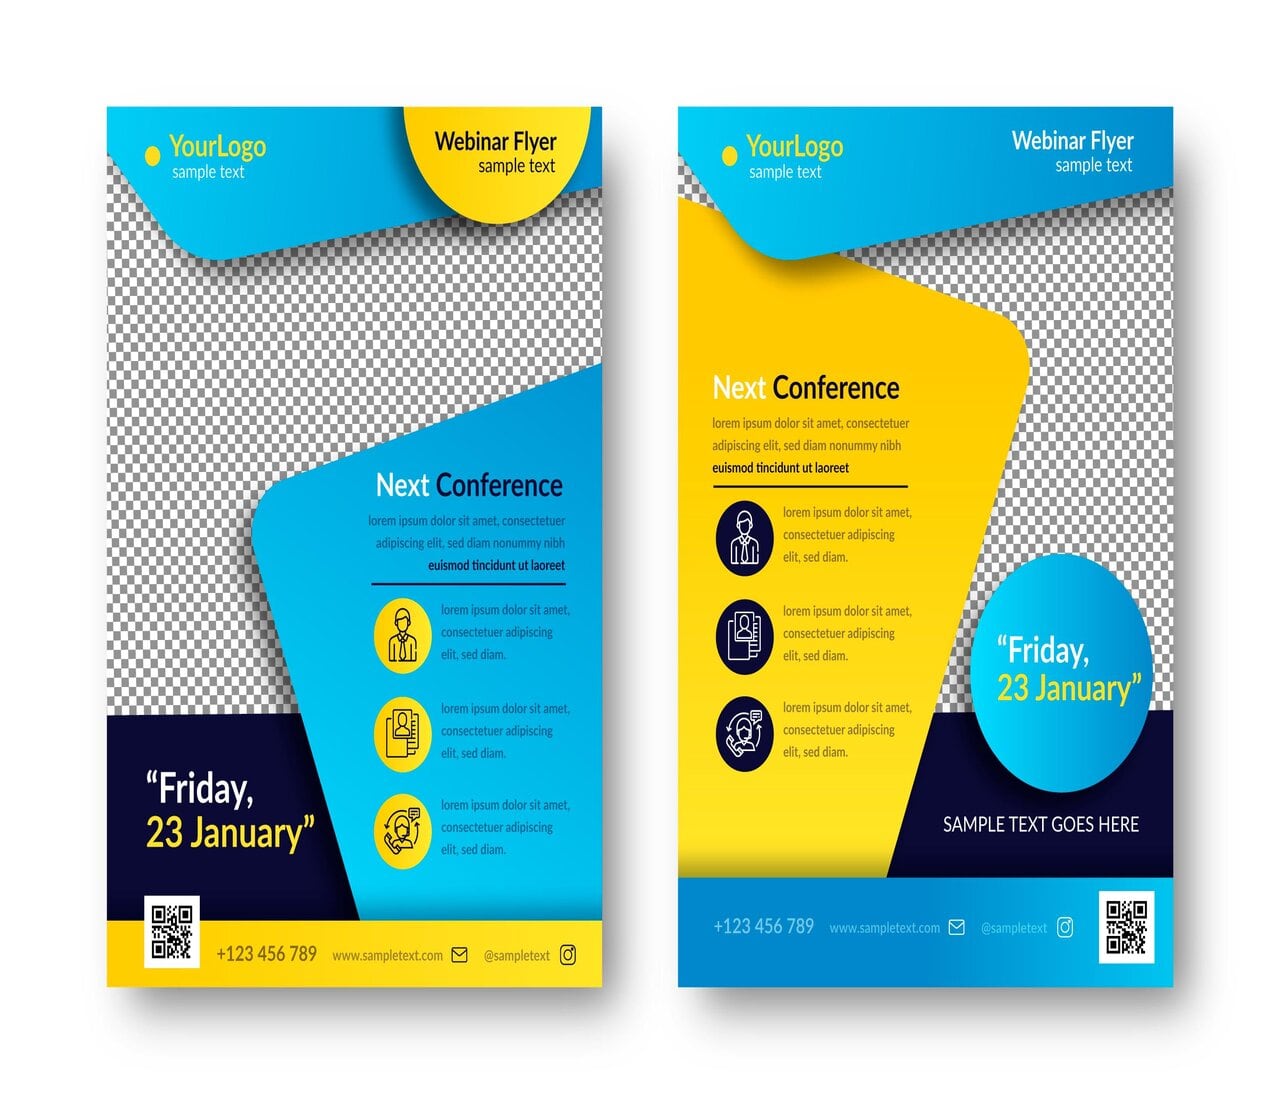 YourLogo
sample text
Webinar Flyer
sample text
Next Conference
lorem ipsum dolor sit amet, consectetuer
adipiscing elit, sed diam nonummy nibh
euismod tincidunt ut laoreet
lorem ipsum dolor sit amet,
consectetuer adipiscing
elit, sed diam.
lorem ipsum dolor sit amet,
consectetuer adipiscing
elit, sed diam.
lorem ipsum dolor sit amet,
consectetuer adipiscing
elit, sed diam.
“Friday,
23 January”
+123 456 789 www.sampletext.com @sampletext
YourLogo
sample text
Webinar Flyer
sample text
Next Conference
lorem ipsum dolor sit amet, consectetuer
adipiscing elit, sed diam nonummy nibh
euismod tincidunt ut laoreet
lorem ipsum dolor sit amet,
consectetuer adipiscing
elit, sed diam.
lorem ipsum dolor sit amet,
consectetuer adipiscing
elit, sed diam.
lorem ipsum dolor sit amet,
consectetuer adipiscing
elit, sed diam.
“Friday,
23 January”
SAMPLE TEXT GOES HERE
+123 456 789 www.sampletext.com @sampletext